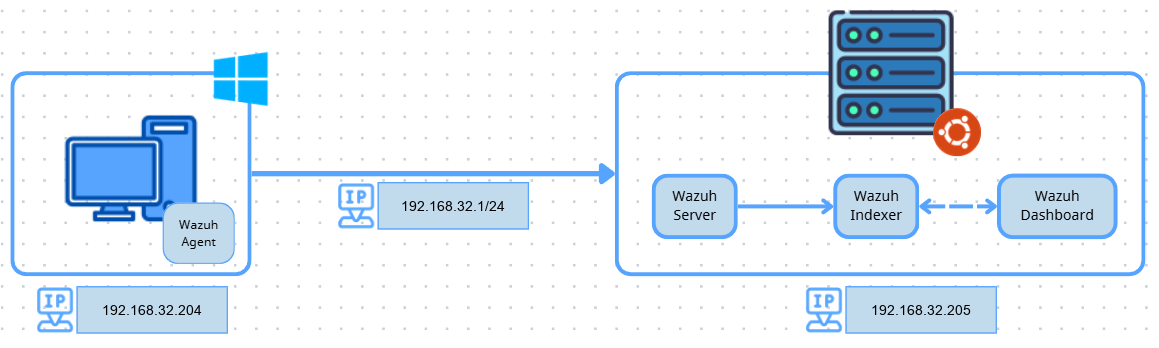 Wazuh
Agent
IP
192.168.32.1/24
Wazuh
Server
Wazuh
Indexer
Wazuh
Dashboard
IP
192.168.32.204
IP
192.168.32.205